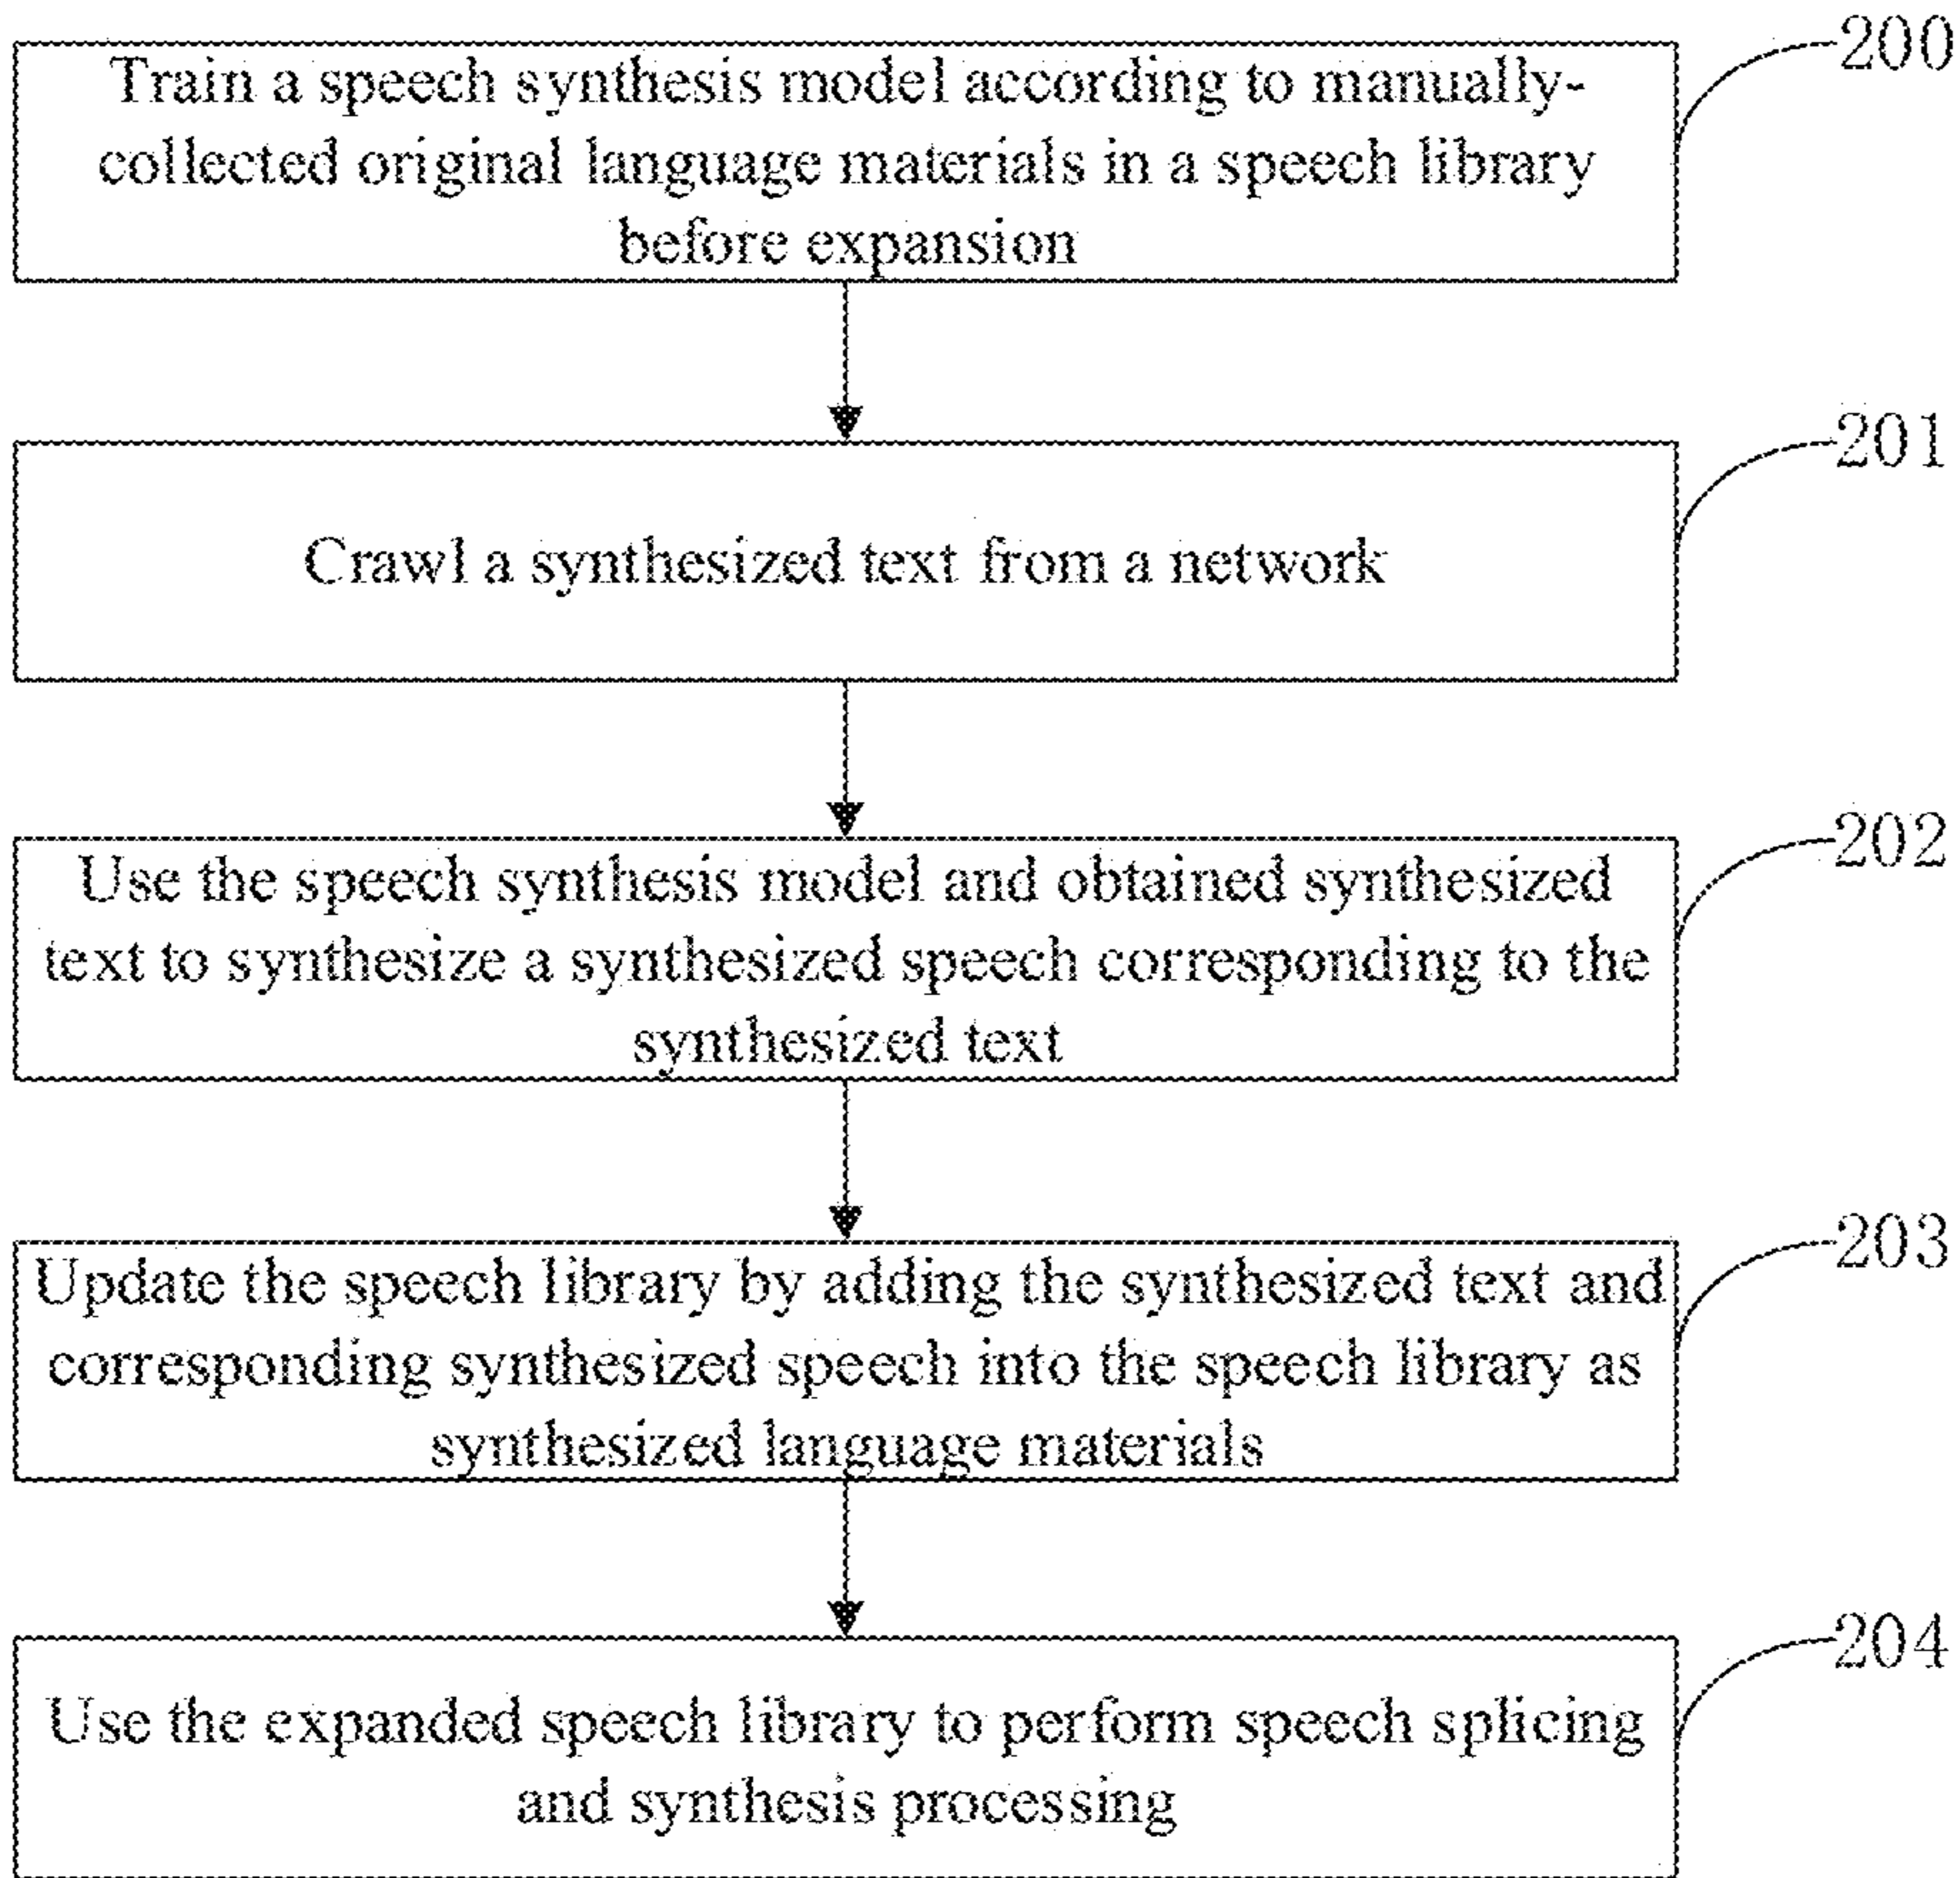 200
Train a speech synthesis model according to manually-
collected original language materials in a speech library
before expansion
201
Crawl a synthesized text from a network
202
Use the speech synthesis model and obtained synthesized
text to synthesize a synthesized speech corresponding to the
synthesized text
203
Update the speech library by adding the synthesized text and
corresponding synthesized speech into the speech library as
synthesized language materials
204
Use the expanded speech library to perform speech splicing
and synthesis processing